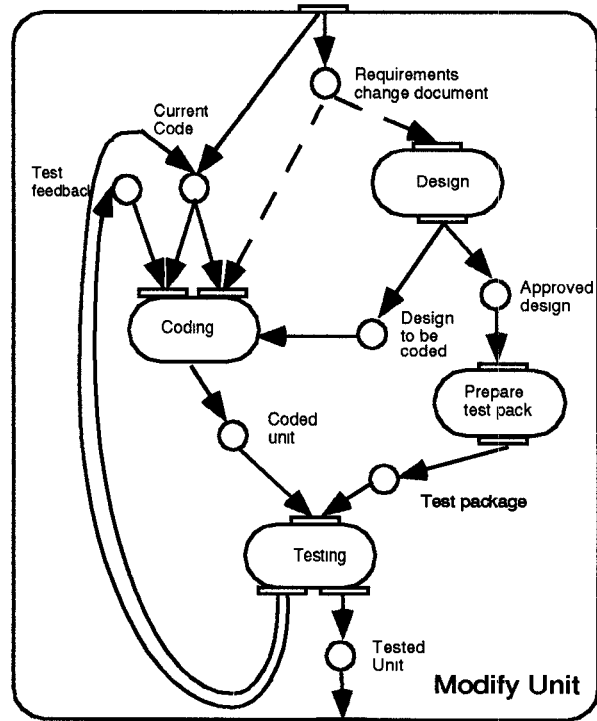 Requirements
change document
Current
Code
Test
feedback
Design
Approved
design
Design
to be
coded
Coding
Prepare
test pack
Coded
unit
Test package
Testing
Tested
Unit
Modify Unit